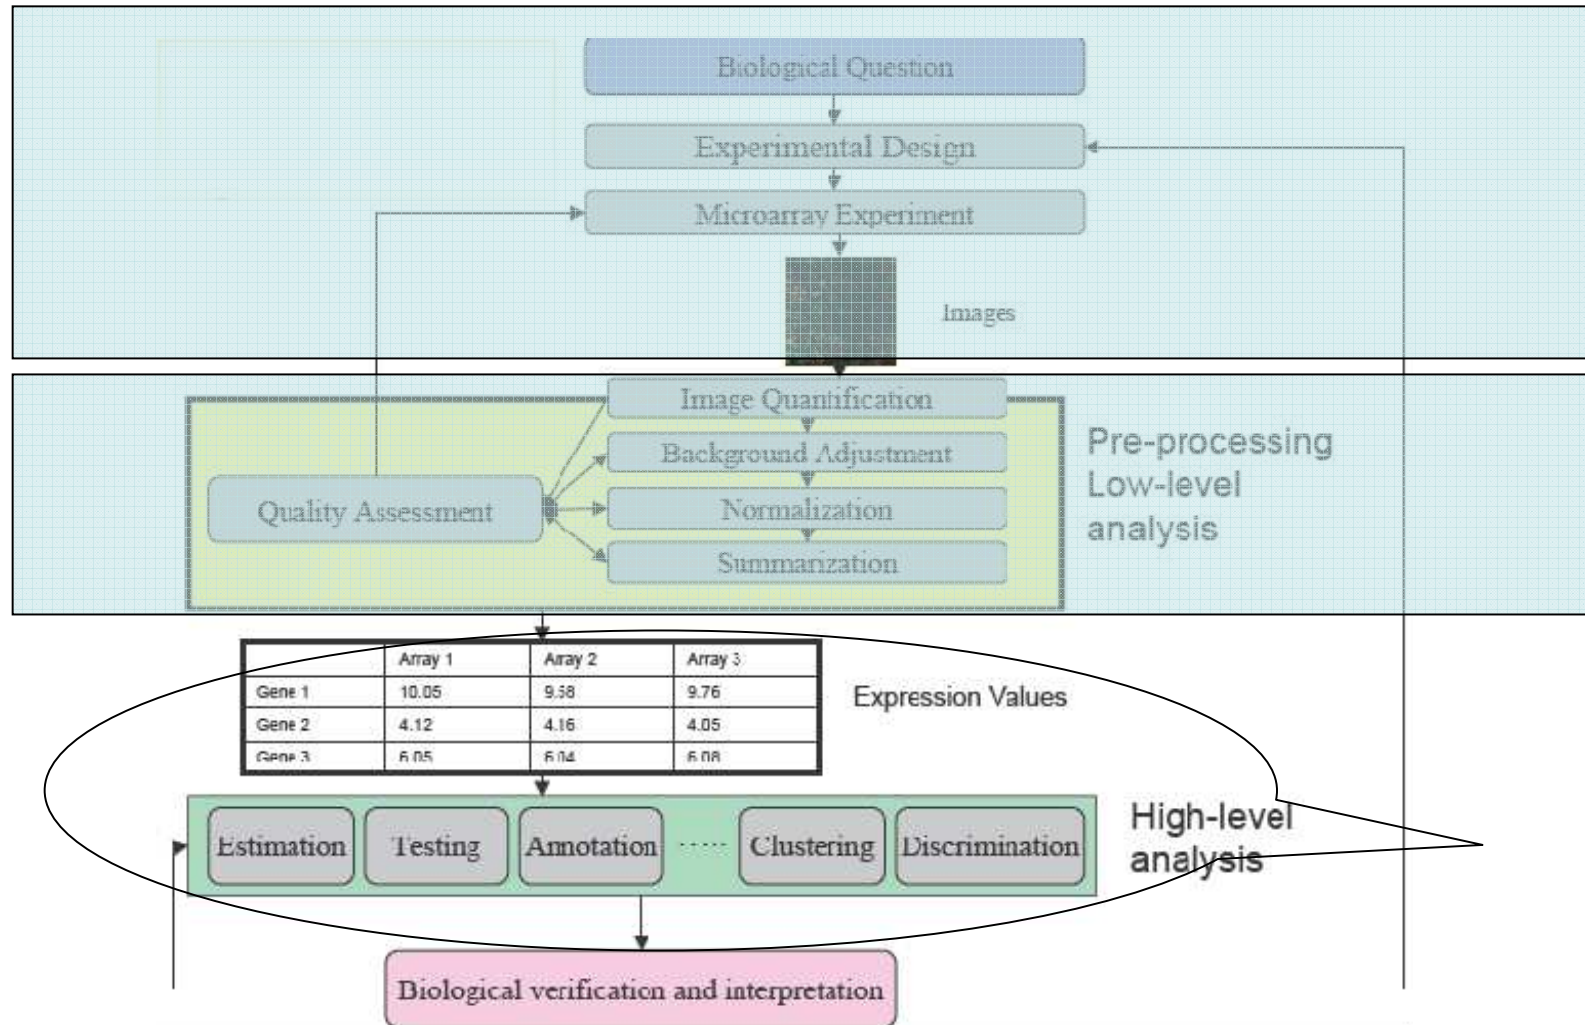 Biological Question
Experimental Design
Microarray Experiment
Images
Image Quantification
Background Adjustment
Quality Assessment
Normalization
Summarization
Pre-processing
Low-level
analysis
Array 1 Array 2 Array 3
Gene 1 10.05 9.58 9.76
Gene 2 4.12 4.16 4.05
Gene 3 6.05 6.04 6.08
Expression Values
Estimation Testing Annotation ..... Clustering Discrimination
High-level
analysis
Biological verification and interpretation